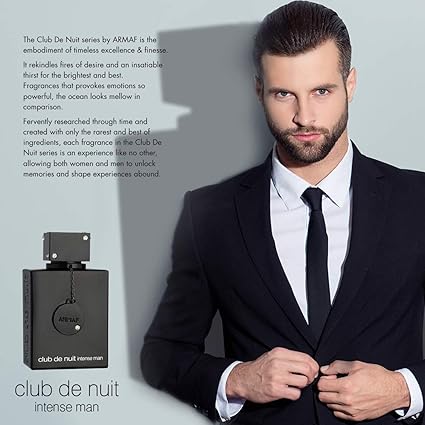 The Club De Nuit series by ARMAF is the
embodiment of timeless excellence & finesse.
It rekindles fires of desire and an insatiable
thirst for the brightest and best.
Fragrances that provokes emotions so
powerful, the ocean looks mellow in
comparison.
Fervently researched through time and
created with only the rarest and best of
ingredients, each fragrance in the Club De
Nuit series is an experience like no other,
allowing both women and men to unlock
memories and shape experiences abound.
ARMAF
club de nuit intense man
club de nuit
intense man